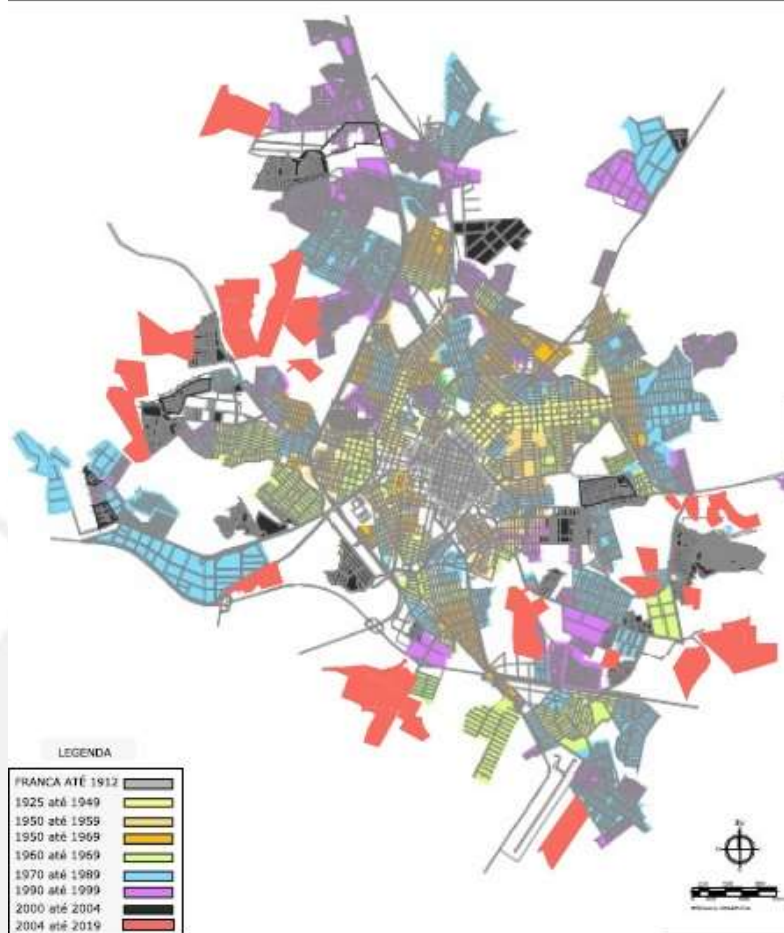 LEGENDA
FRANCA ATÉ 1912
1925 até 1949
1950 até 1959
1950 até 1969
1960 até 1969
1970 até 1989
1990 até 1999
2000 até 2004
2004 até 2019